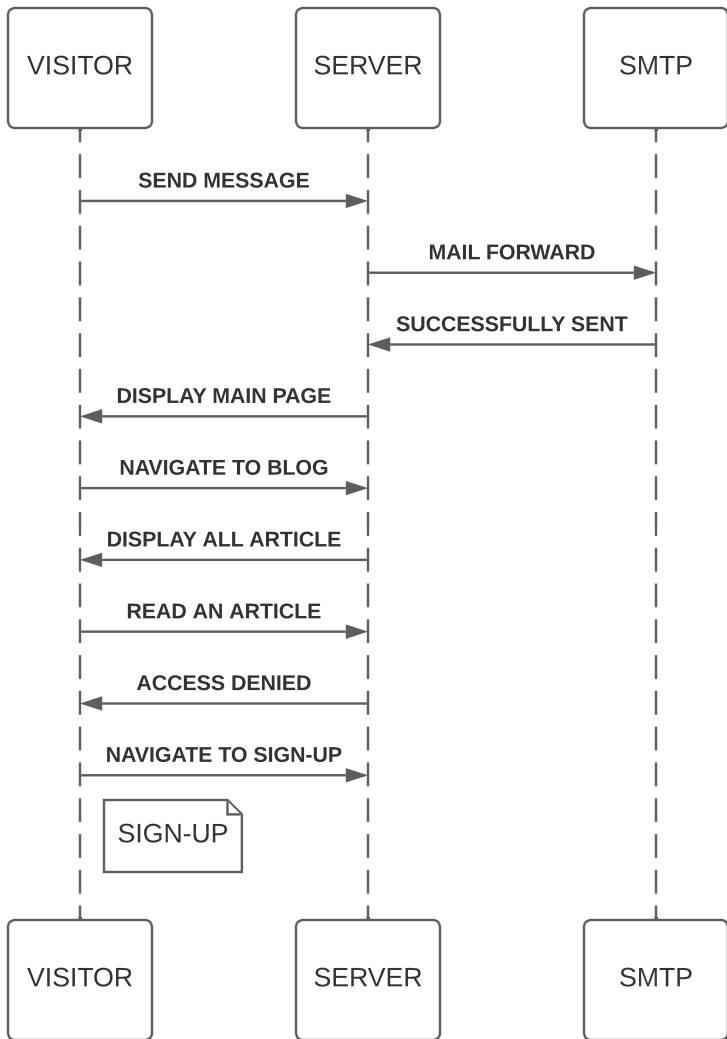 VISITOR
SERVER
SMTP
SEND MESSAGE
MAIL FORWARD
SUCCESSFULLY SENT
DISPLAY MAIN PAGE
NAVIGATE TO BLOG
DISPLAY ALL ARTICLE
READ AN ARTICLE
ACCESS DENIED
NAVIGATE TO SIGN-UP
SIGN-UP
VISITOR
SERVER
SMTP